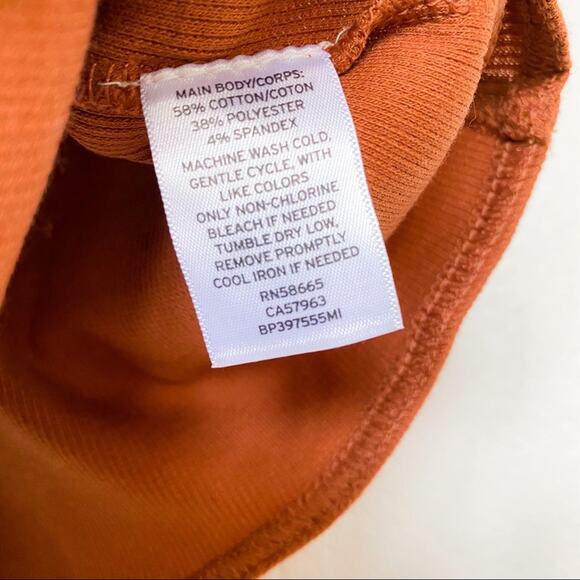 MAIN BODY/CORPS:
58% COTTON/COTON
38% POLYESTER
4% SPANDEX
MACHINE WASH COLD,
GENTLE CYCLE, WITH
LIKE COLORS
ONLY NON-CHLORINE
BLEACH IF NEEDED
TUMBLE DRY LOW,
REMOVE PROMPTLY
COOL IRON IF NEEDED
RN58665
CA57963
BP397555MI